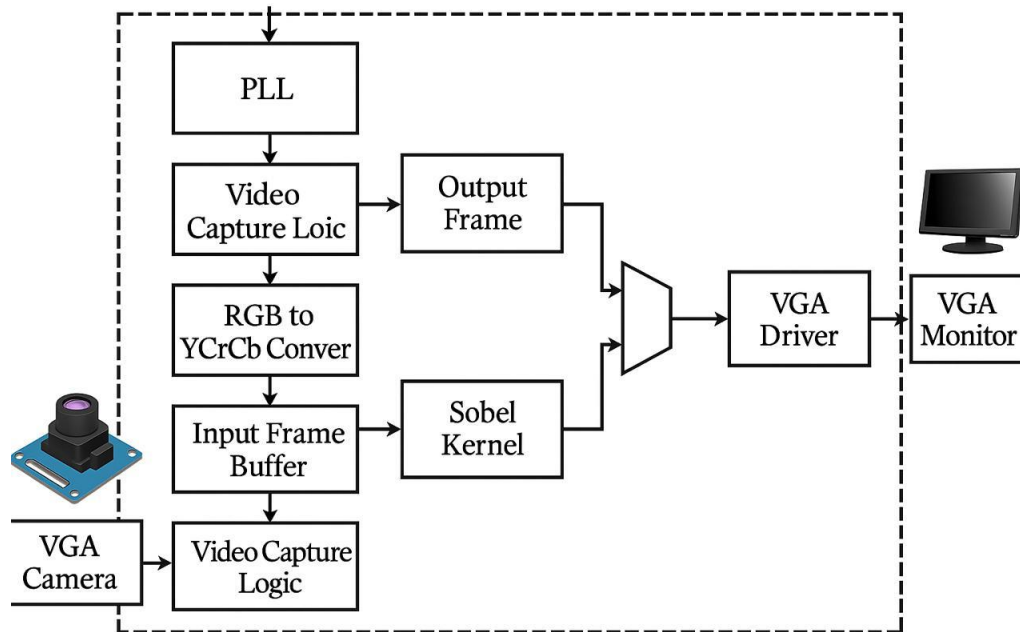 PLL
Video
Capture Loic
Output
Frame
RGB to
YCrCb Conver
VGA
Driver
VGA
Monitor
Input Frame
Buffer
Sobel
Kernel
VGA
Camera
Video Capture
Logic